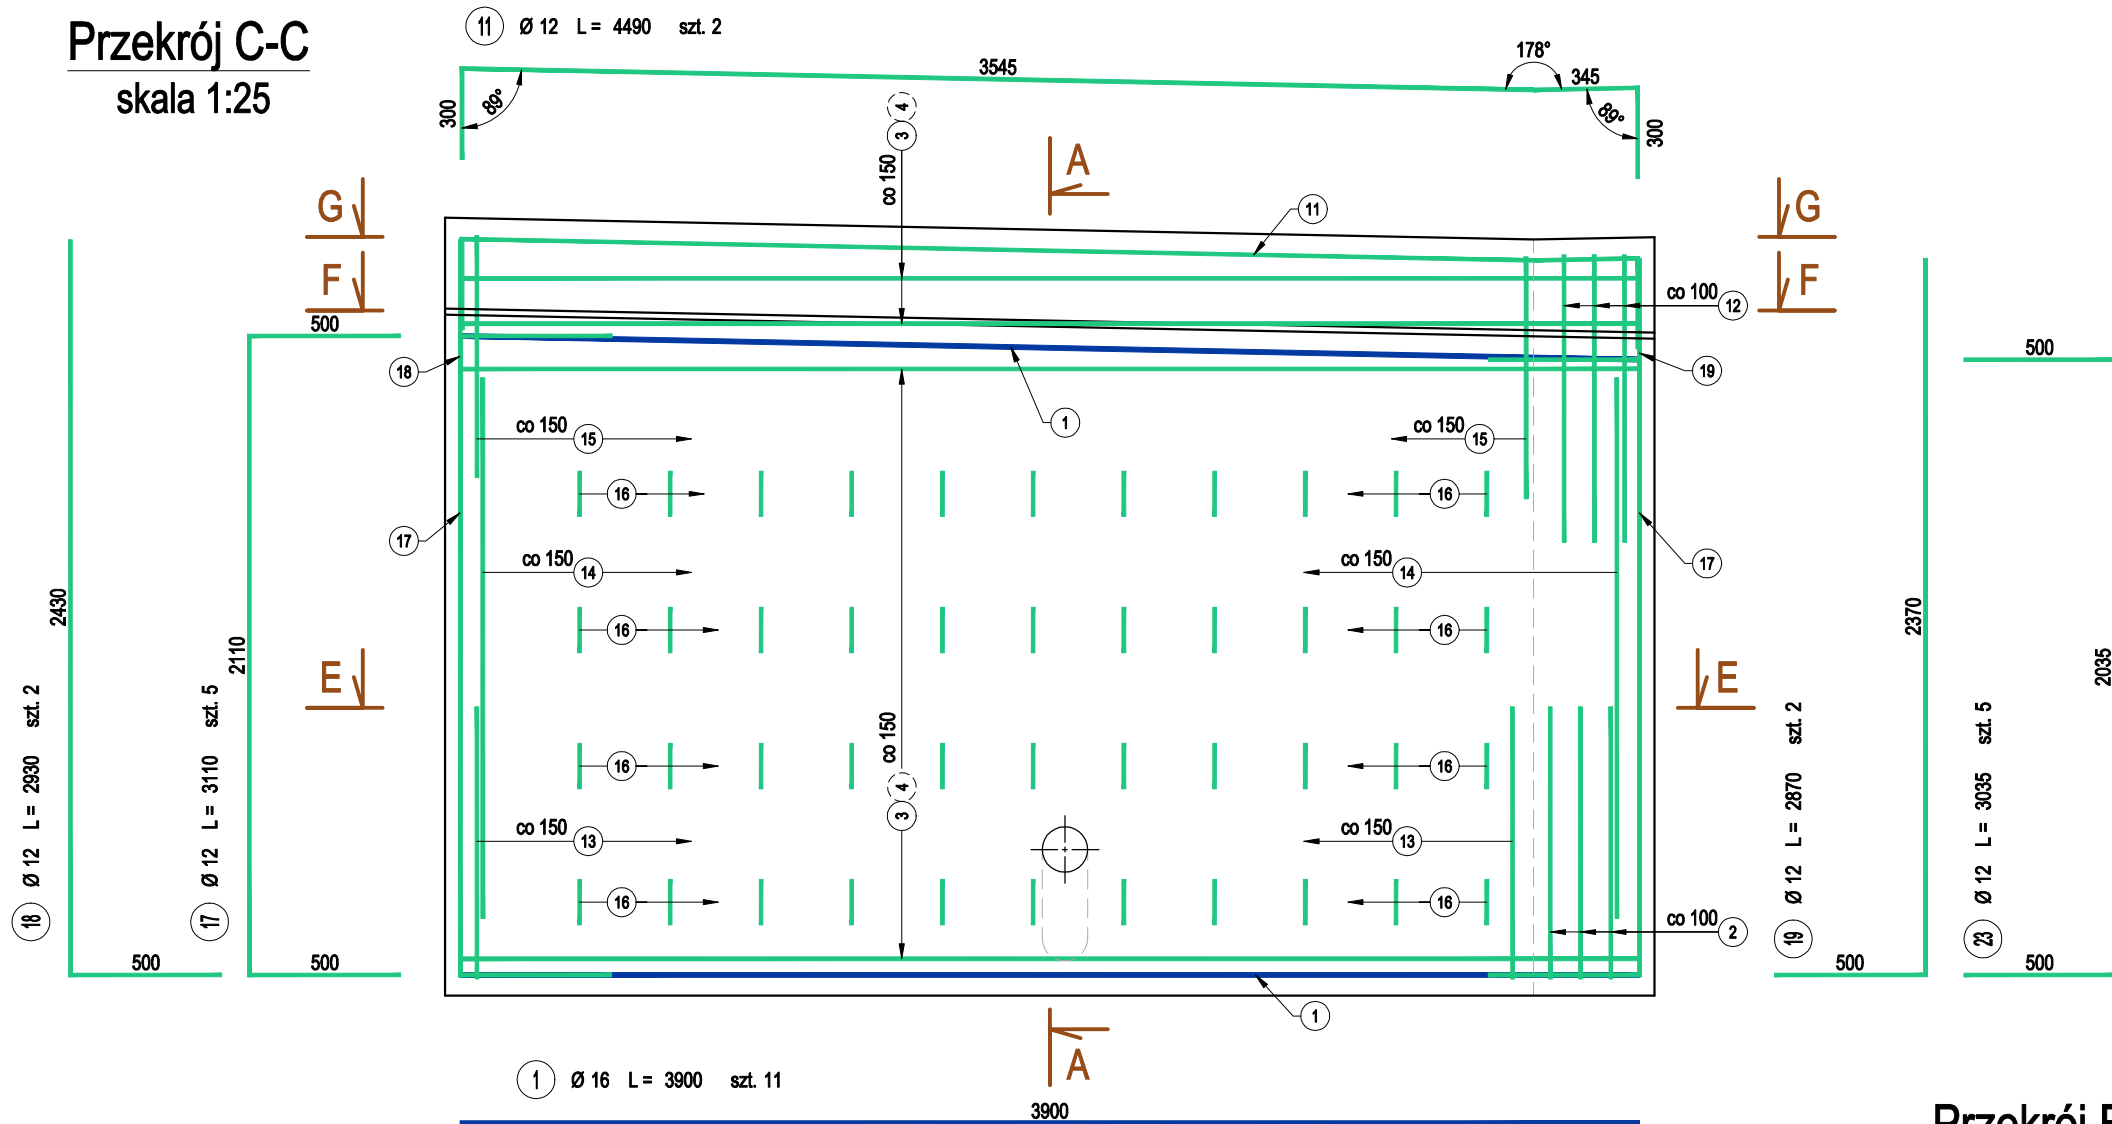 Przekrój C-C
skala 1:25
11 Ø 12 L = 4490 szt. 2
3545
178°
345
300
89°
89°
300
4
3
co 150
A
G
G
11
F
F
co 100 12
500
18
19
1
co 150 15
co 150 15
16
16
17
17
co 150 14
co 150 14
16
16
2430
2110
2370
2035
E
E
co 150
4
3
16
16
co 150 13
co 150 13
16
16
co 100 2
500
18 Ø 12 L = 2930 szt. 2
500
17 Ø 12 L = 3110 szt. 5
500
19 Ø 12 L = 2870 szt. 2
500
23 Ø 12 L = 3035 szt. 5
500
1
A
1 Ø 16 L = 3900 szt. 11
3900